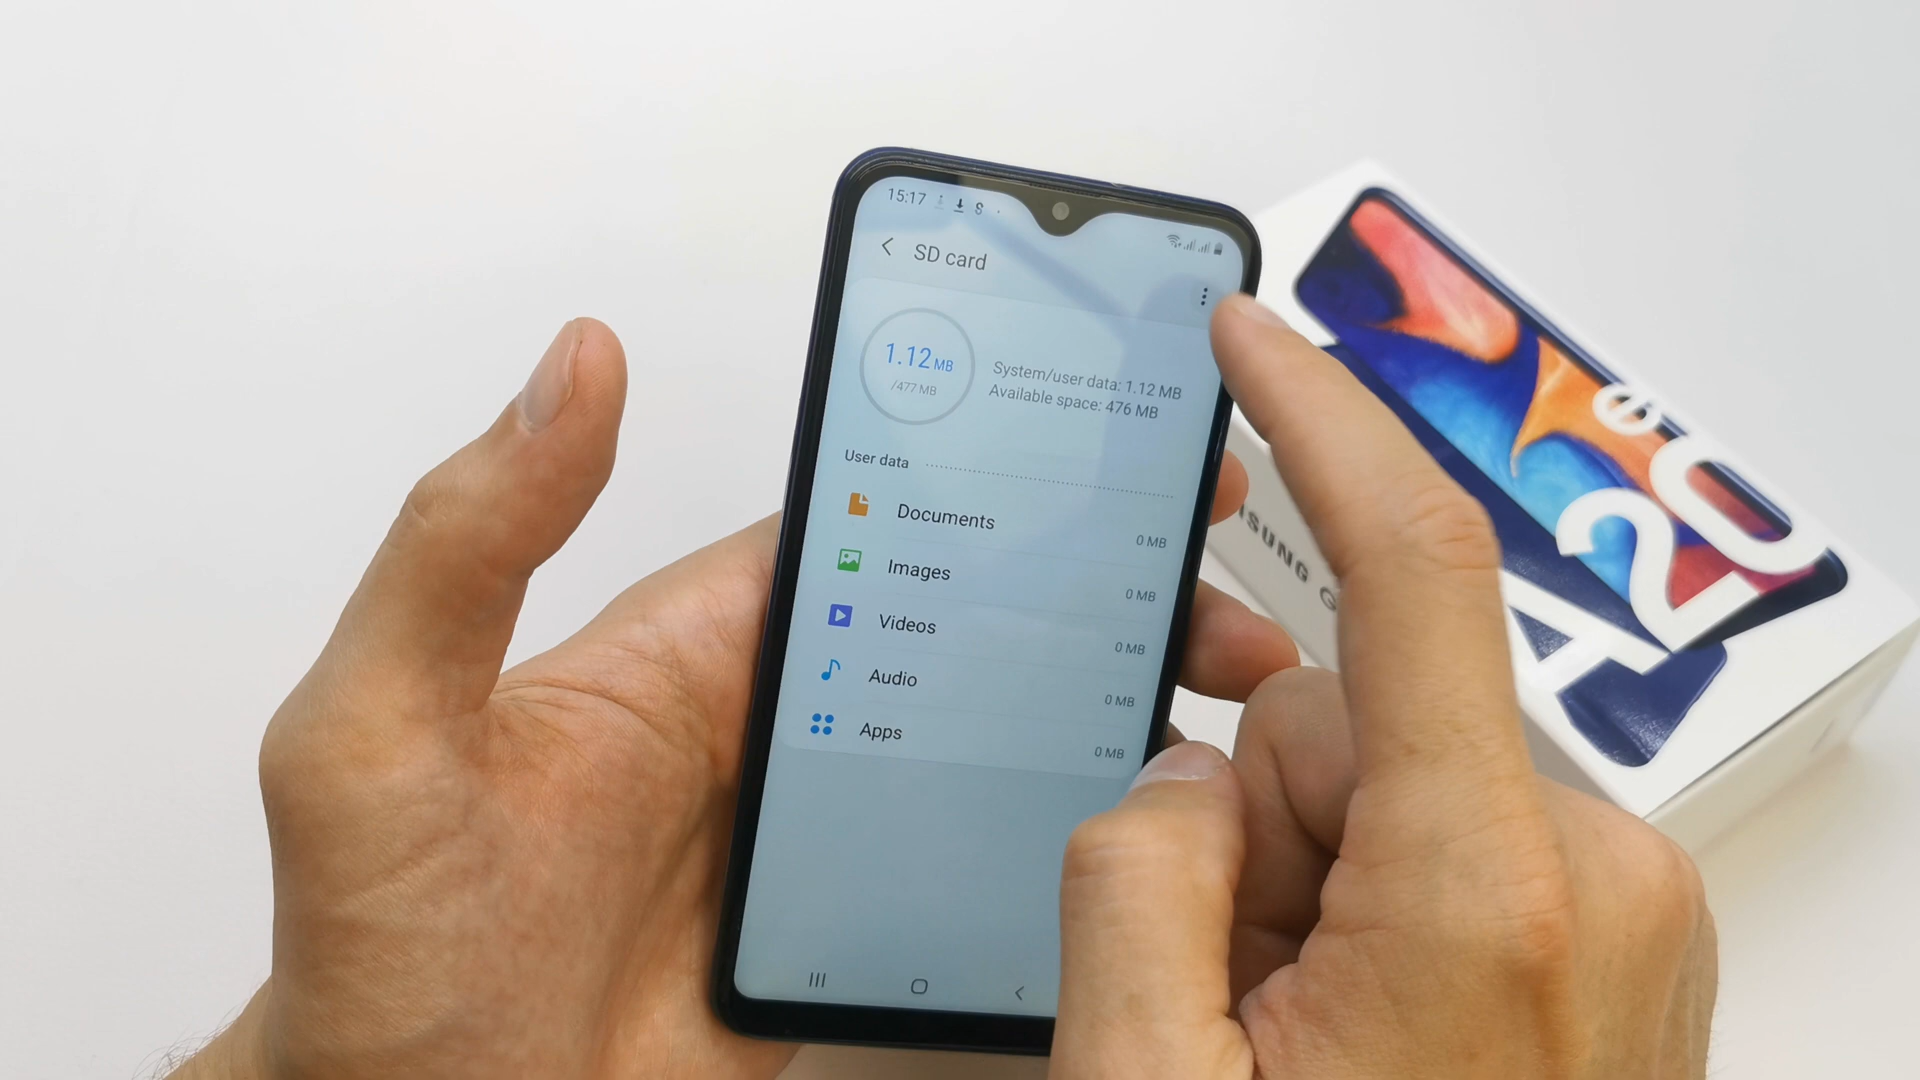 15:17
SD card
1.12 MB
/477 MB
System/user data: 1.12 MB
Available space: 476 MB
User data
Documents 0 MB
Images 0 MB
Videos 0 MB
Audio 0 MB
Apps 0 MB
A20s